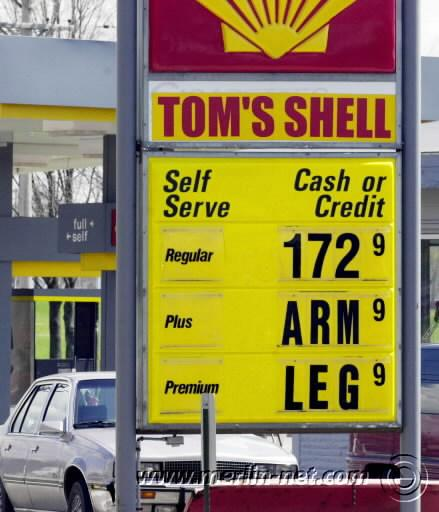 TOM'S SHELL
Self Serve
Cash or Credit
Regular 172 9
Plus ARM 9
Premium LEG 9
full
self
www.merlin-net.com
©